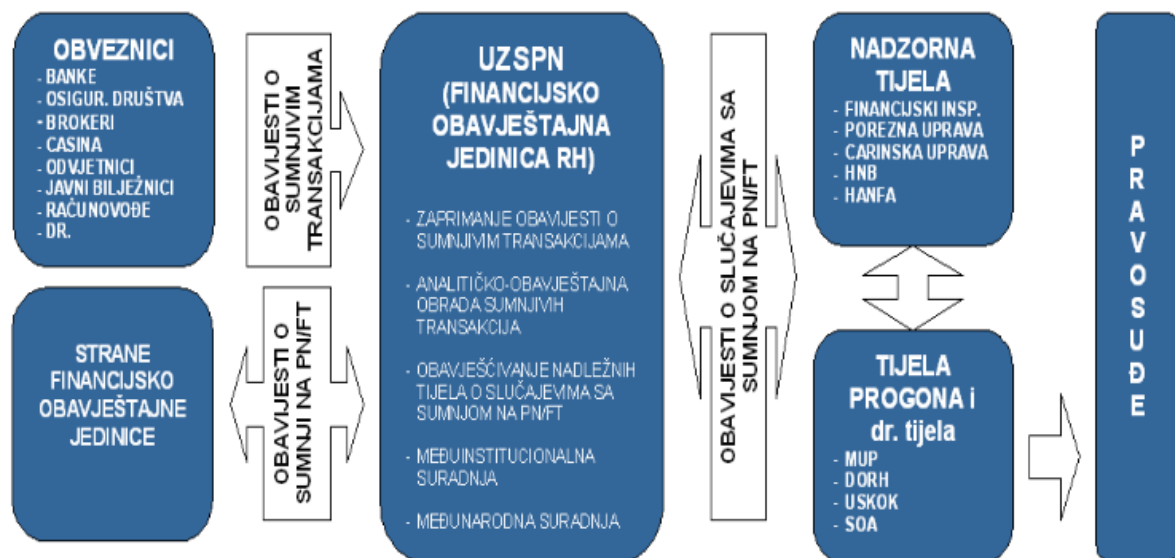 OBVEZNICI
- BANKE
- OSIGUR. DRUŠTVA
- BROKERI
- CASINA
- ODVJETNICI
- JAVNI BILJEŽNICI
- RAČUNOVOĐE
- DR.
OBAVIJESTI O
SUMNJIVIM
TRANSAKCIJAMA
STRANE
FINANCIJSKO
OBAVJEŠTAJNE
JEDINICE
OBAVIJESTI O
SUMNJI NA PN/FT
UZSPN
(FINANCIJSKO
OBAVJEŠTAJNA
JEDINICA RH)
- ZAPRIMANJE OBAVIJESTI O
SUMNJIVIM TRANSAKCIJAMA
- ANALITIČKO-OBAVJEŠTAJNA
OBRADA SUMNJIVIH
TRANSAKCIJA
- OBAVJEŠĆIVANJE NADLEŽNIH
TIJELA O SLUČAJEVIMA SA
SUMNJOM NA PN/FT
- MEĐUINSTITUCIONALNA
SURADNJA
- MEĐUNARODNA SURADNJA
OBAVIJESTI O SLUČAJEVIMA SA
SUMNJOM NA PN/FT
NADZORNA
TIJELA
- FINANCIJSKI INSP.
- POREZNA UPRAVA
- CARINSKA UPRAVA
- HNB
- HANFA
TIJELA
PROGONA i
dr. tijela
- MUP
- DORH
- USKOK
- SOA
P
R
A
V
O
S
U
Đ
E